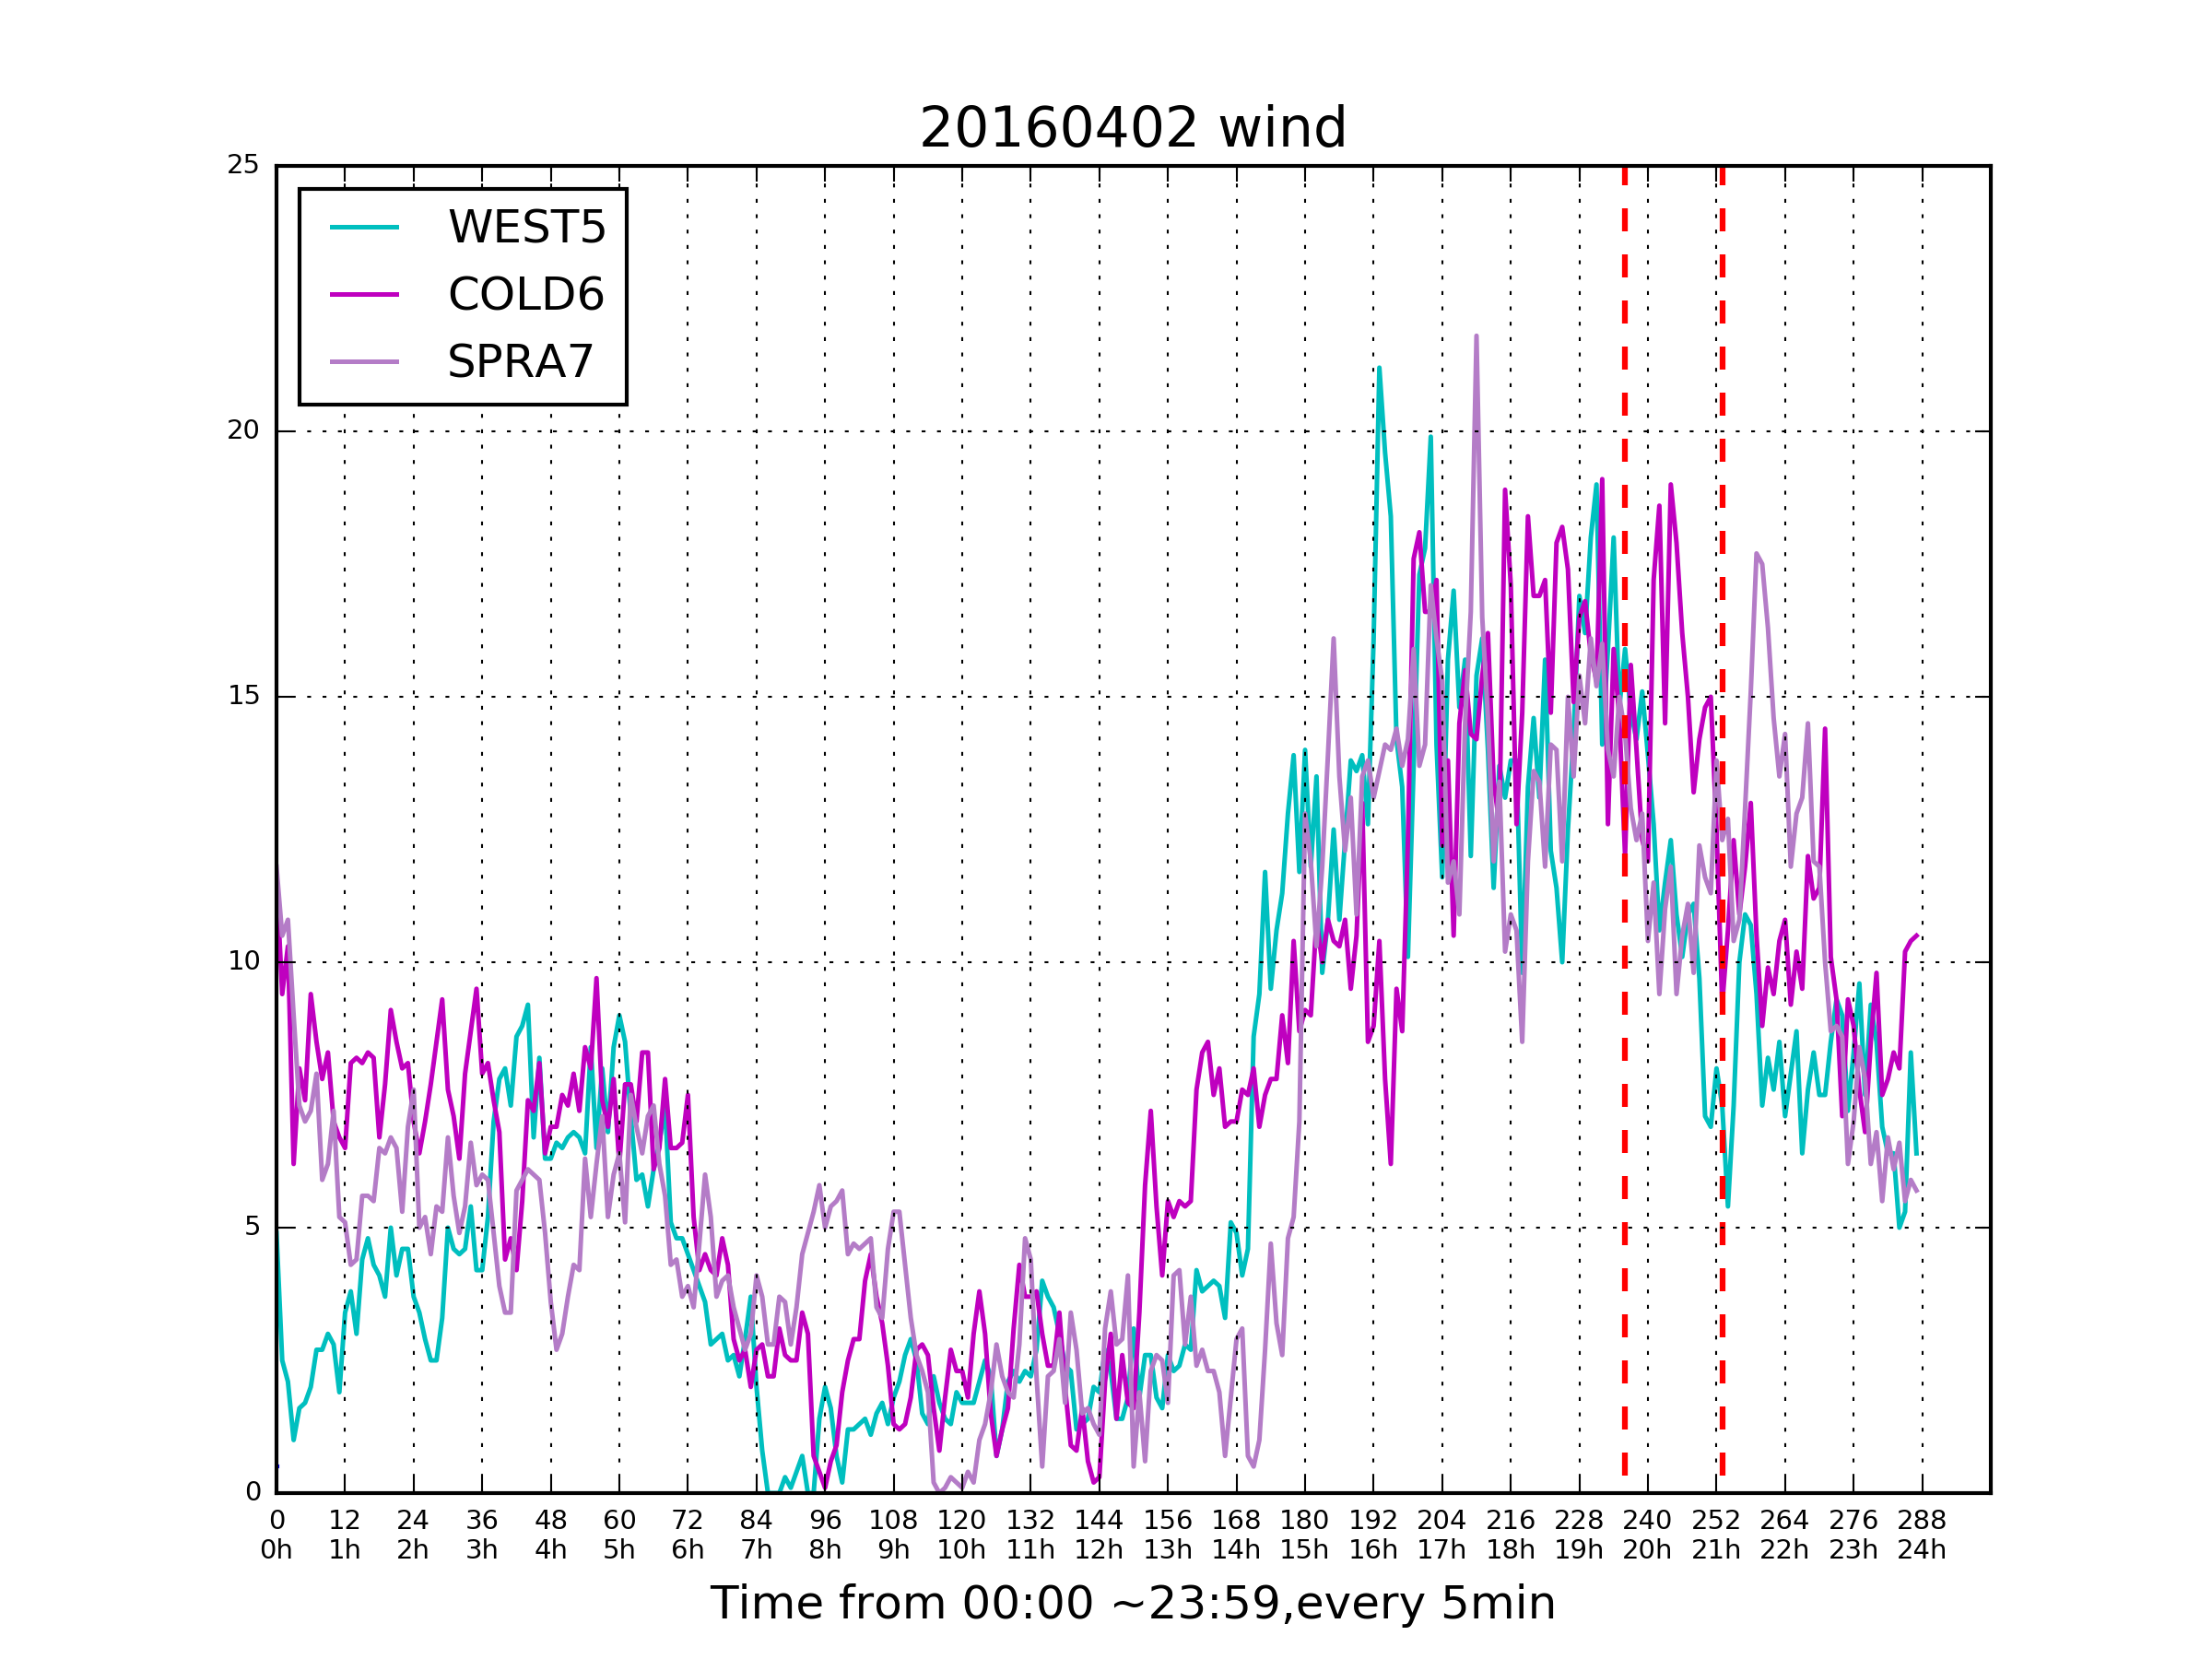 20160402 wind
25
20
15
10
5
0
WEST5
COLD6
SPRA7
0 12 24 36 48 60 72 84 96 108 120 132 144 156 168 180 192 204 216 228 240 252 264 276 288
0h 1h 2h 3h 4h 5h 6h 7h 8h 9h 10h 11h 12h 13h 14h 15h 16h 17h 18h 19h 20h 21h 22h 23h 24h
Time from 00:00 ~23:59,every 5min